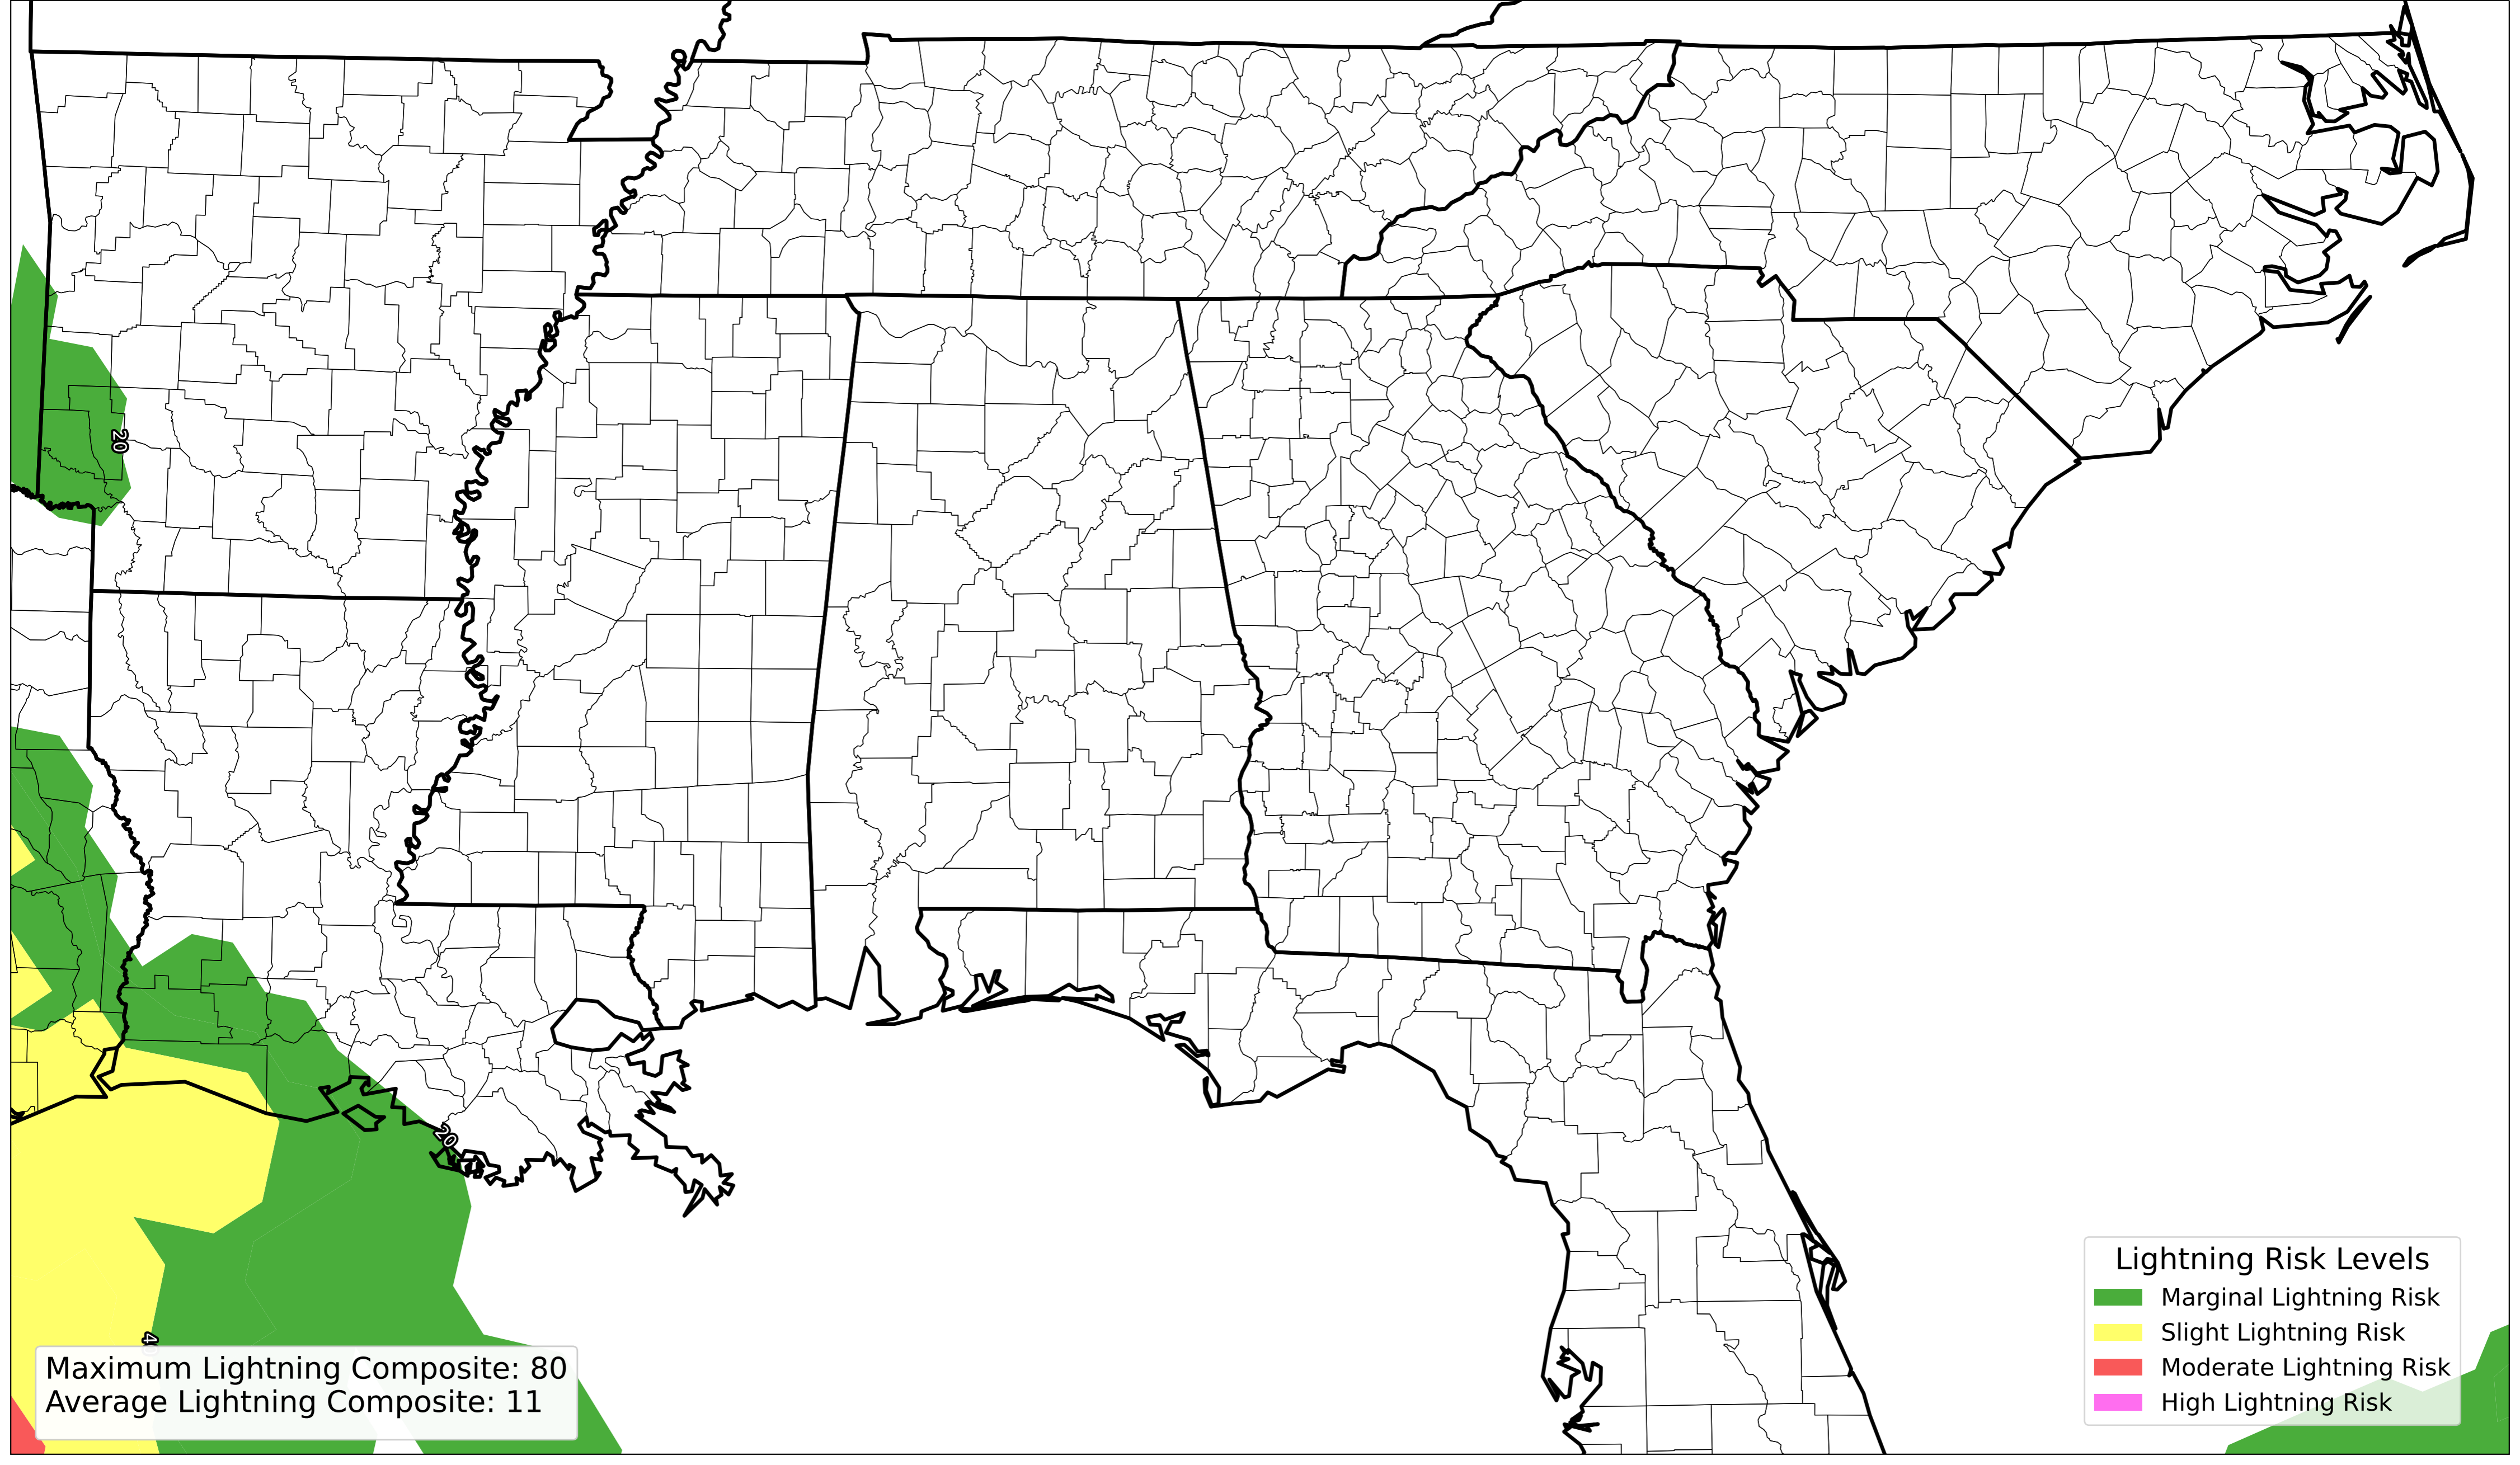 20
20
Lightning Risk Levels
Marginal Lightning Risk
Slight Lightning Risk
Moderate Lightning Risk
High Lightning Risk
Maximum Lightning Composite: 80
Average Lightning Composite: 11